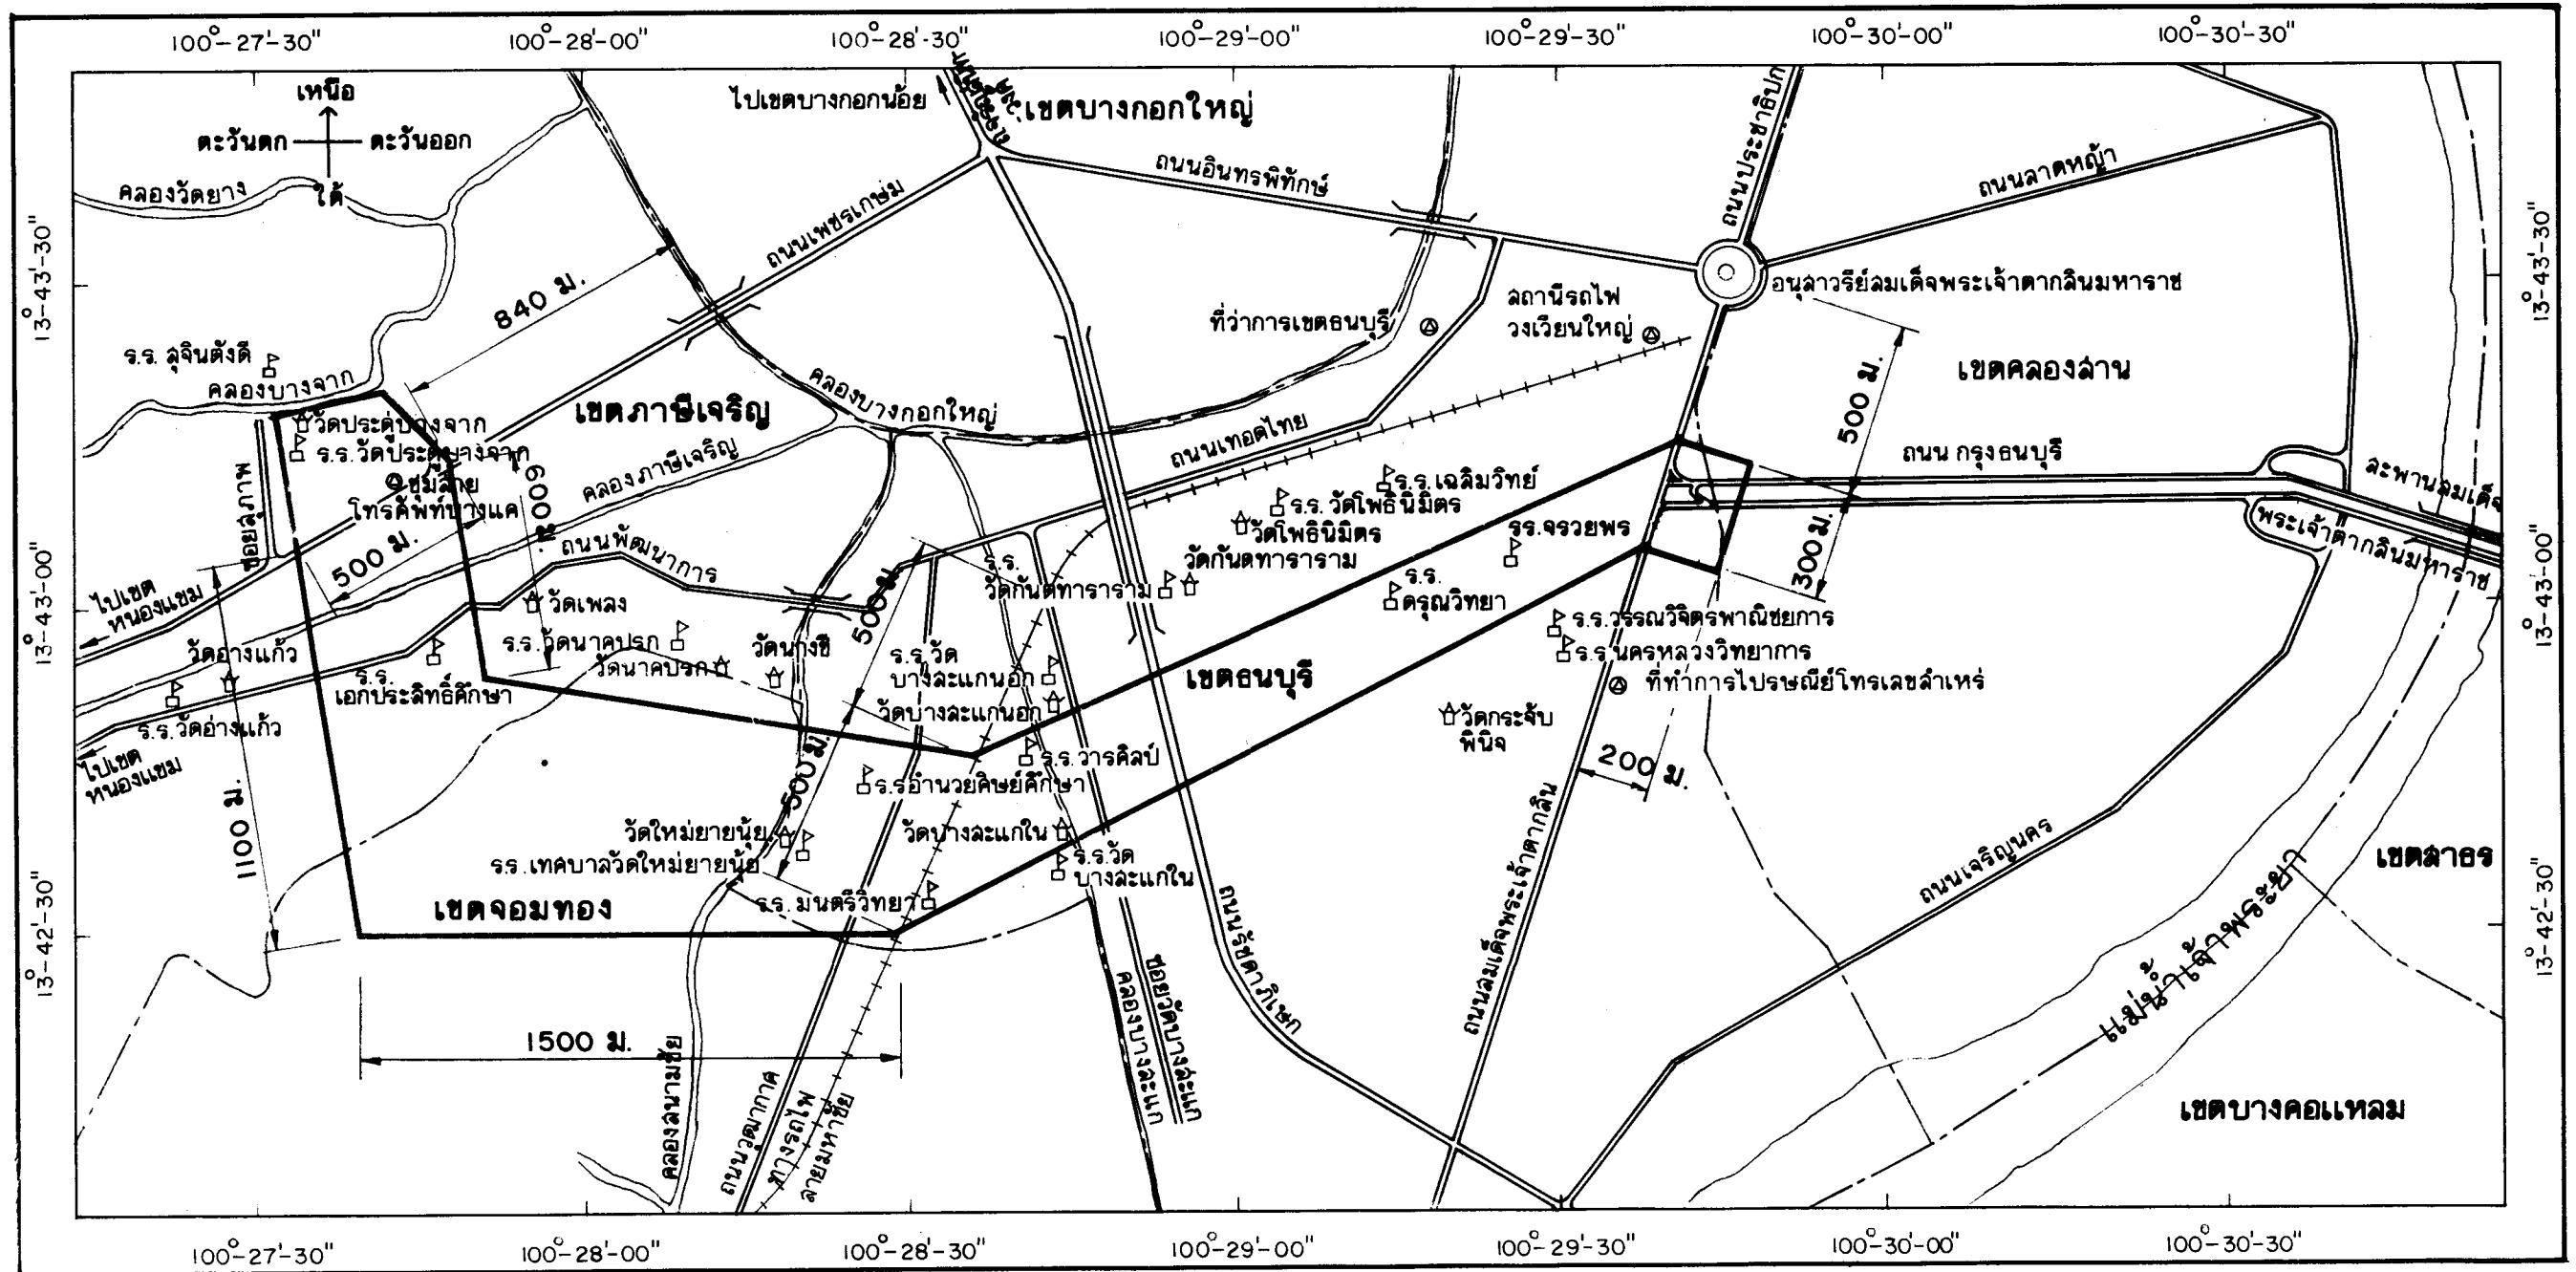 100°-27'-30"
100°-28'-00"
100°-28'-30"
100°-29'-00"
100°-29'-30"
100°-30'-00"
100°-30'-30"
เหนือ
ตะวันตก
ตะวันออก
ใต้
ไปเขตบางกอกน้อย
เขตบางกอกใหญ่
ถนนประชาธิปก
คลองวัดยาง
ถนนเพชรเกษม
ถนนอินทรพิทักษ์
ถนนลาดหญ้า
13°-43'-30"
13°-43'-30"
840 ม.
ที่ว่าการเขตธนบุรี
สถานีรถไฟ
วงเวียนใหญ่
อนุสาวรีย์สมเด็จพระเจ้าตากสินมหาราช
ร.ร. สุจินตังดี
คลองบางจาก
เขตภาษีเจริญ
คลองบางกอกใหญ่
เขตคลองสาน
500 ม.
วัดประดู่บางจาก
ร.ร.วัดประดู่บางจาก
ชุมสาย
โทรศัพท์บางแค
600 ม.
คลองภาษีเจริญ
ถนนเทอดไทย
ร.ร.เฉลิมวิทย์
ร.ร.วัดโพธินิมิตร
วัดโพธินิมิตร
ถนน กรุงธนบุรี
สะพานสมเด็จ
พระเจ้าตากสินมหาราช
ซอยสุภาพ
500 ม.
ถนนพัฒนาการ
วัดกันตทาราราม
ร.ร.
วัดกันตทาราราม
รร.จรวยพร
300 ม.
13°-43'-00"
13°-43'-00"
ไปเขต
หนองแขม
วัดเพลง
500 ม.
ร.ร.
ดรุณวิทยา
ร.ร.วรรณวิจิตรพาณิชยการ
ร.ร.นครหลวงวิทยาการ
วัดอ่างแก้ว
ร.ร.
เอกประสิทธิ์ศึกษา
ร.ร.วัดนาคปรก
วัดนาคปรก
วัดนางชี
ร.ร.วัด
บางสะแกนอก
วัดบางสะแกนอก
เขตธนบุรี
ที่ทำการไปรษณีย์โทรเลขสำเหร่
ร.ร.วัดอ่างแก้ว
ไปเขต
หนองแขม
1100 ม.
500 ม.
ร.ร.วารศิลป์
ร.ร.อำนวยศิษย์ศึกษา
วัดกระจับ
พินิจ
200 ม.
วัดใหม่ยายนุ้ย
ร.ร.เทศบาลวัดใหม่ยายนุ้ย
วัดบางสะแกใน
ร.ร.วัด
บางสะแกใน
ร.ร.มนตรีวิทยา
เขตจอมทอง
ถนนสมเด็จพระเจ้าตากสิน
ถนนเจริญนคร
เขตสาธร
13°-42'-30"
13°-42'-30"
ถนนรัชดาภิเษก
แม่น้ำเจ้าพระยา
1500 ม.
คลองสนามชัย
ถนนวุฒากาศ
ทางรถไฟ
สายมหาชัย
คลองบางสะแก
ซอยวัดบางสะแก
เขตบางคอแหลม
100°-27'-30"
100°-28'-00"
100°-28'-30"
100°-29'-00"
100°-29'-30"
100°-30'-00"
100°-30'-30"